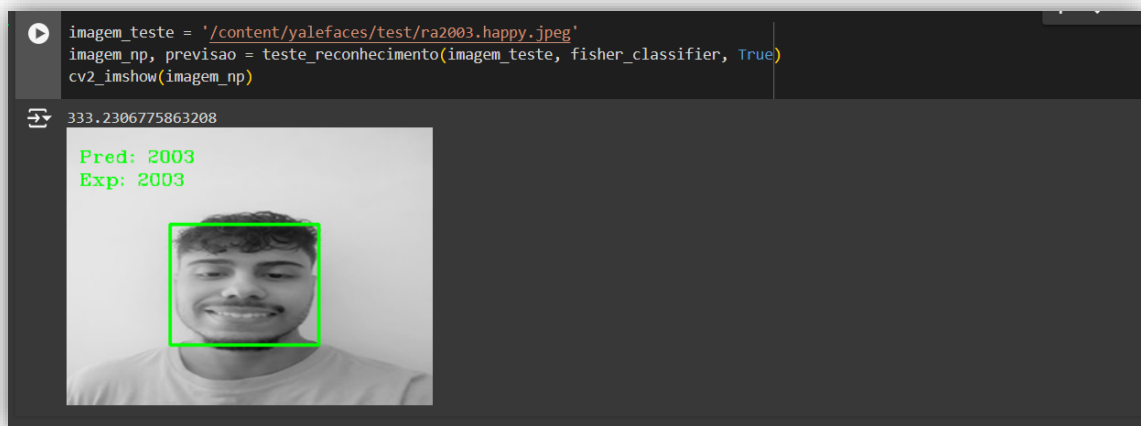 imagem_teste = '/content/yalefaces/test/ra2003.happy.jpeg'
imagem_np, previsao = teste_reconhecimento(imagem_teste, fisher_classifier, True)
cv2_imshow(imagem_np)
333.2306775863208
Pred: 2003
Exp: 2003